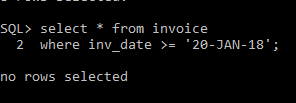 SQL> select * from invoice
2 where inv_date >= '20-JAN-18';
no rows selected